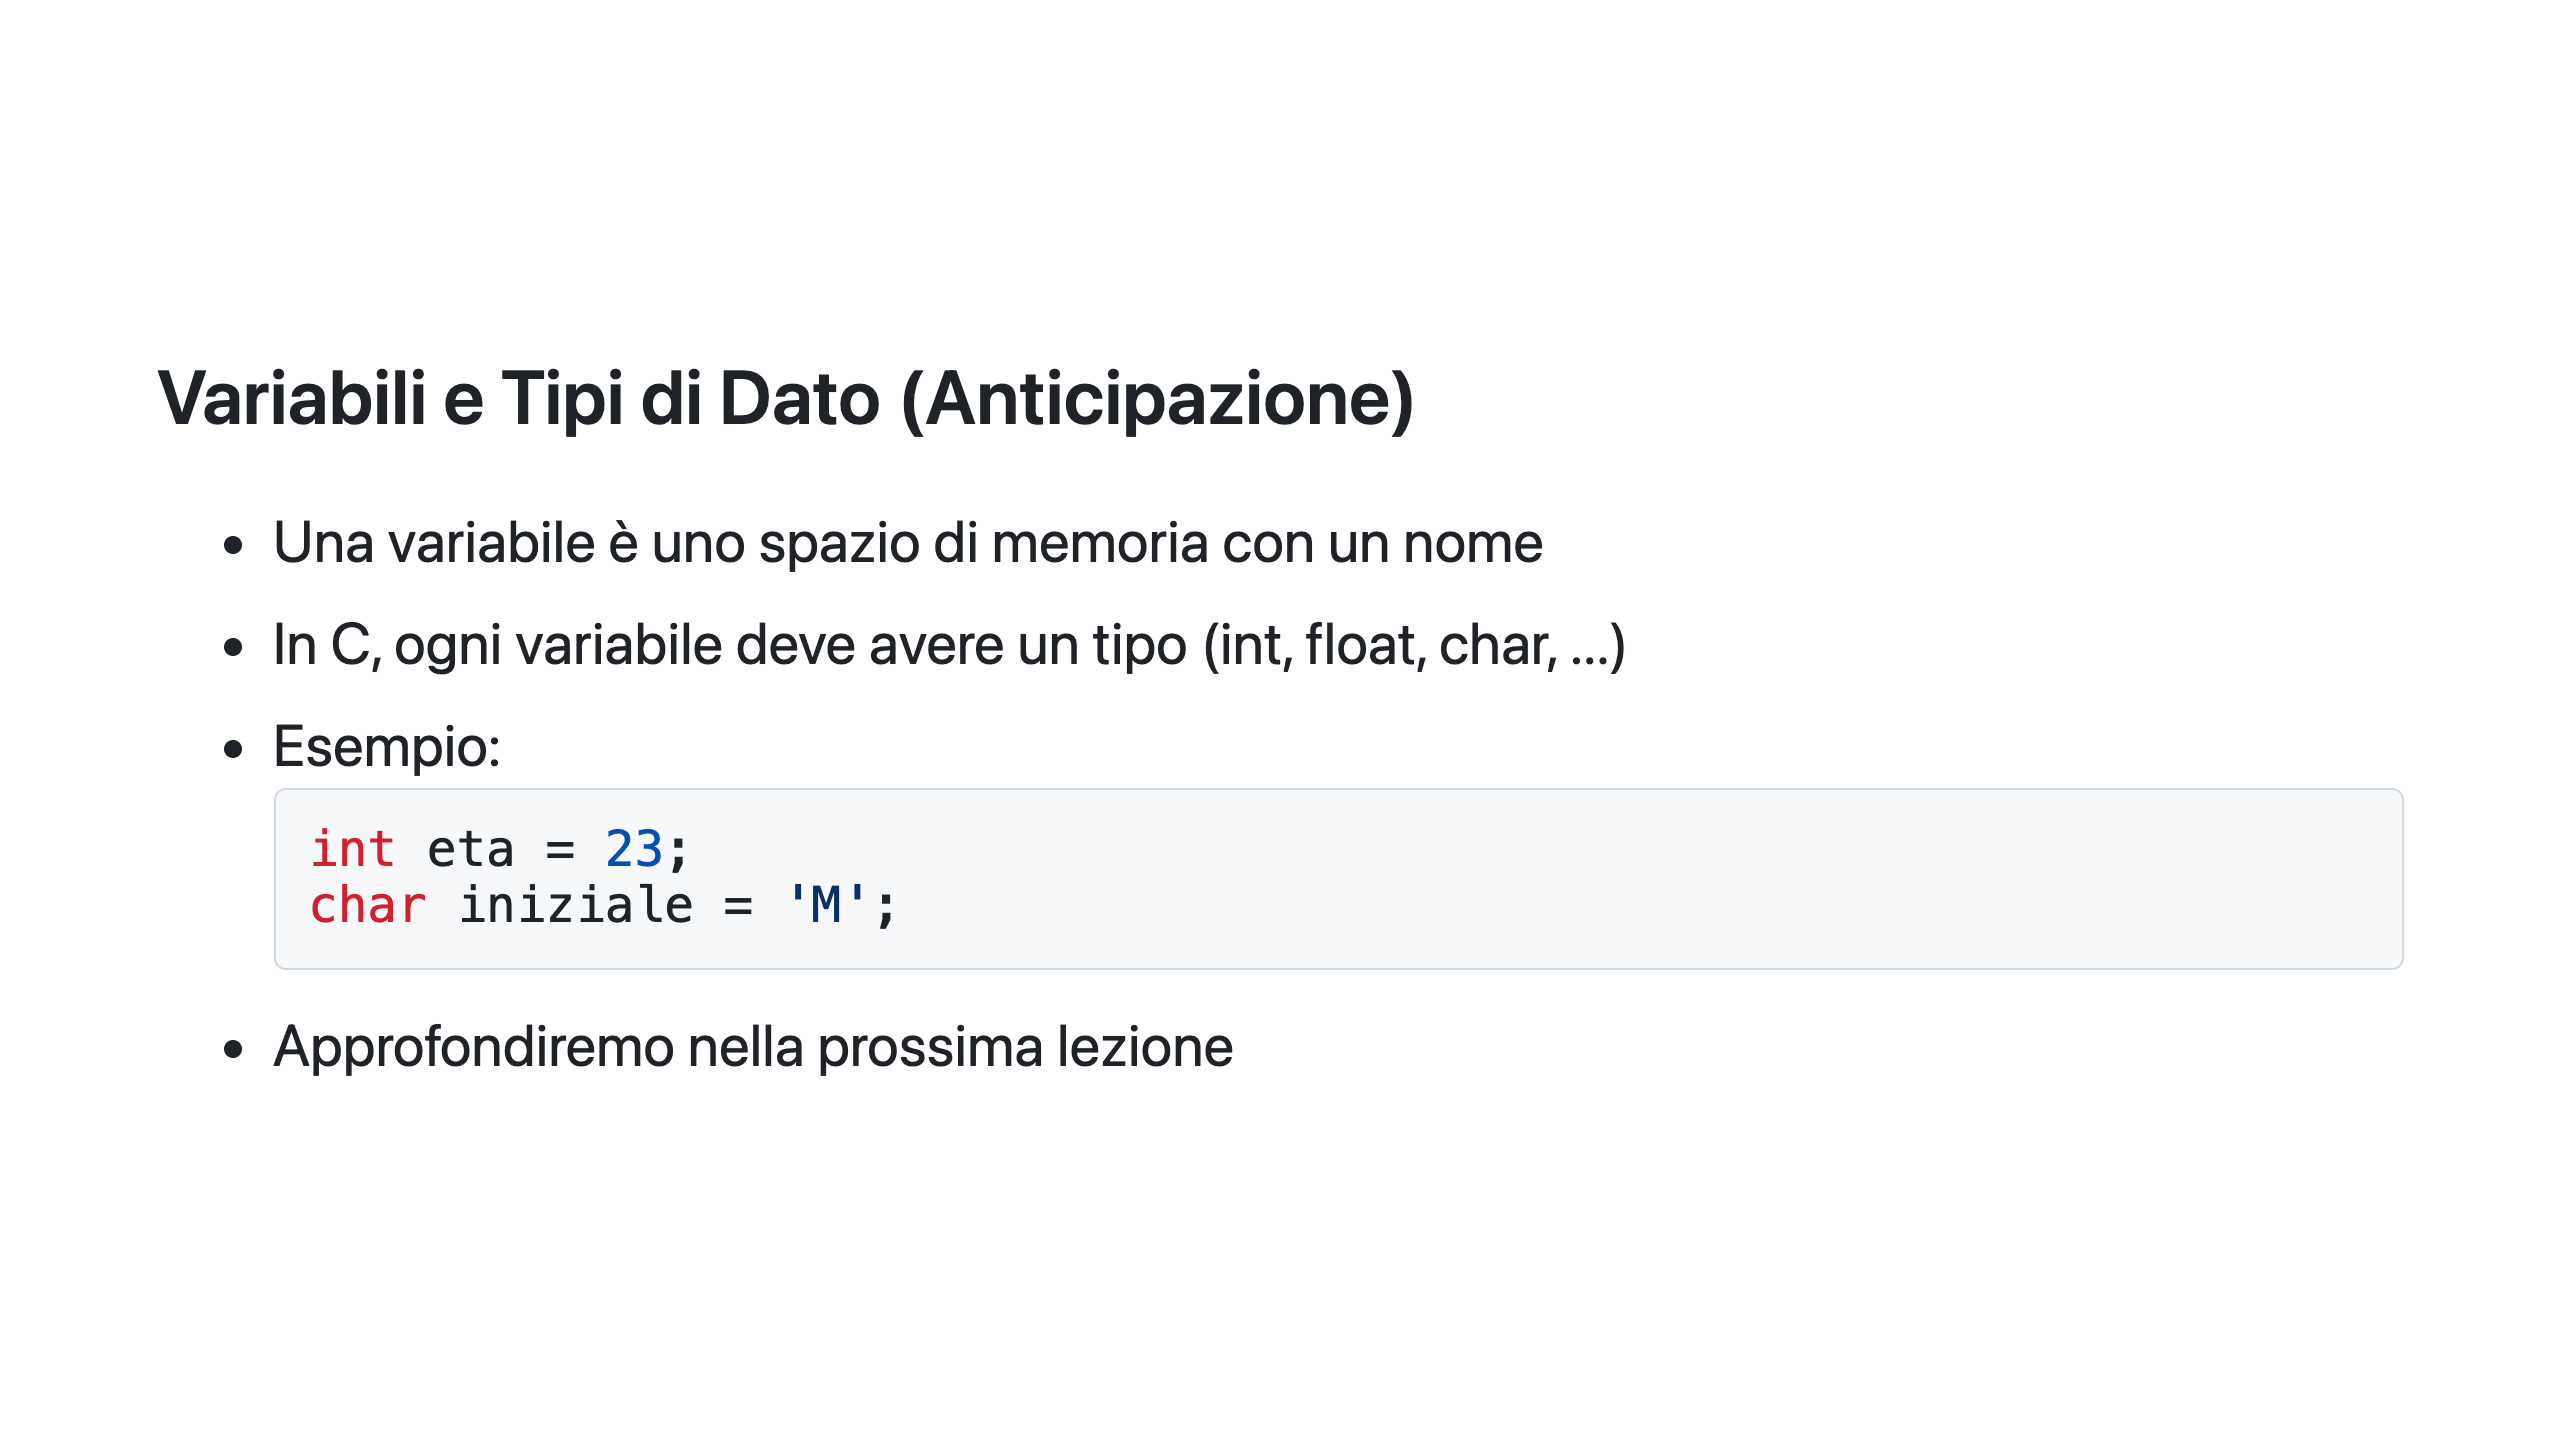 Variabili e Tipi di Dato (Anticipazione)
• Una variabile è uno spazio di memoria con un nome
• In C, ogni variabile deve avere un tipo (int, float, char, ...)
• Esempio:
int eta = 23;
char iniziale = 'M';
• Approfondiremo nella prossima lezione